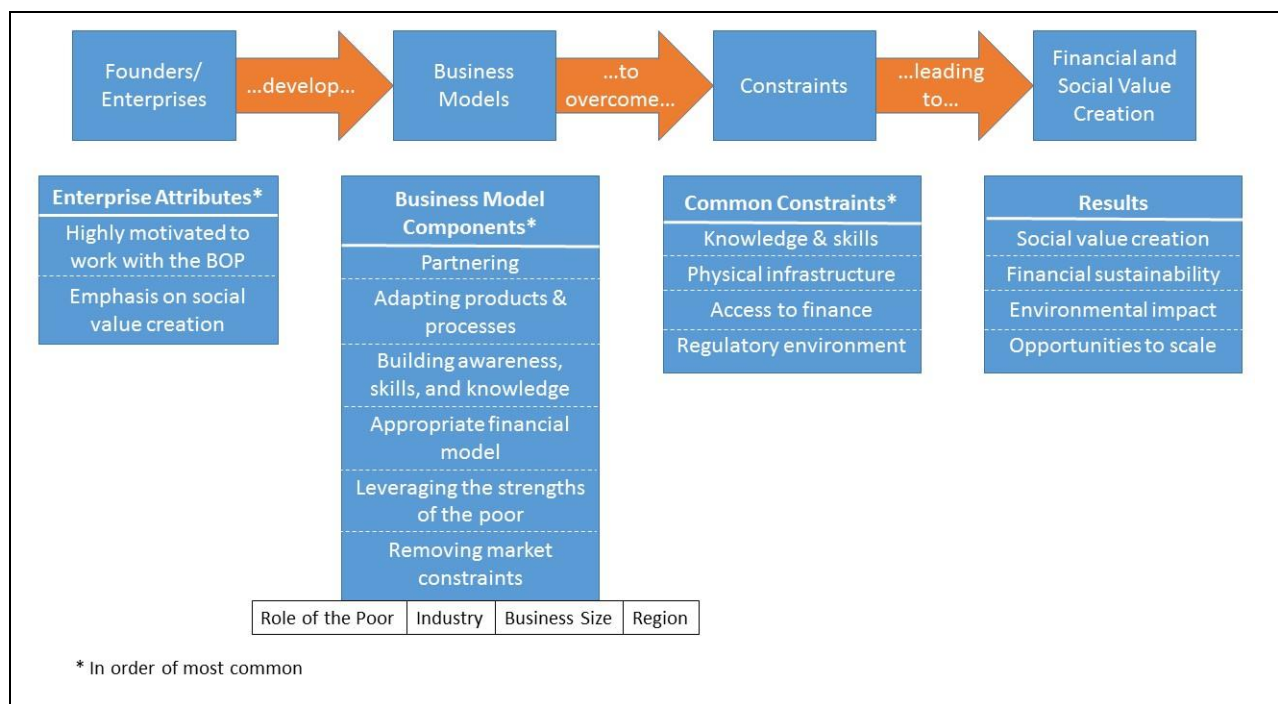 Founders/
Enterprises
...develop...
Business
Models
...to
overcome...
Constraints
...leading
to...
Financial and
Social Value
Creation
Enterprise Attributes*
Highly motivated to
work with the BOP
Emphasis on social
value creation
Business Model
Components*
Partnering
Adapting products &
processes
Building awareness,
skills, and knowledge
Appropriate financial
model
Leveraging the strengths
of the poor
Removing market
constraints
Common Constraints*
Knowledge & skills
Physical infrastructure
Access to finance
Regulatory environment
Results
Social value creation
Financial sustainability
Environmental impact
Opportunities to scale
Role of the Poor Industry Business Size Region
* In order of most common